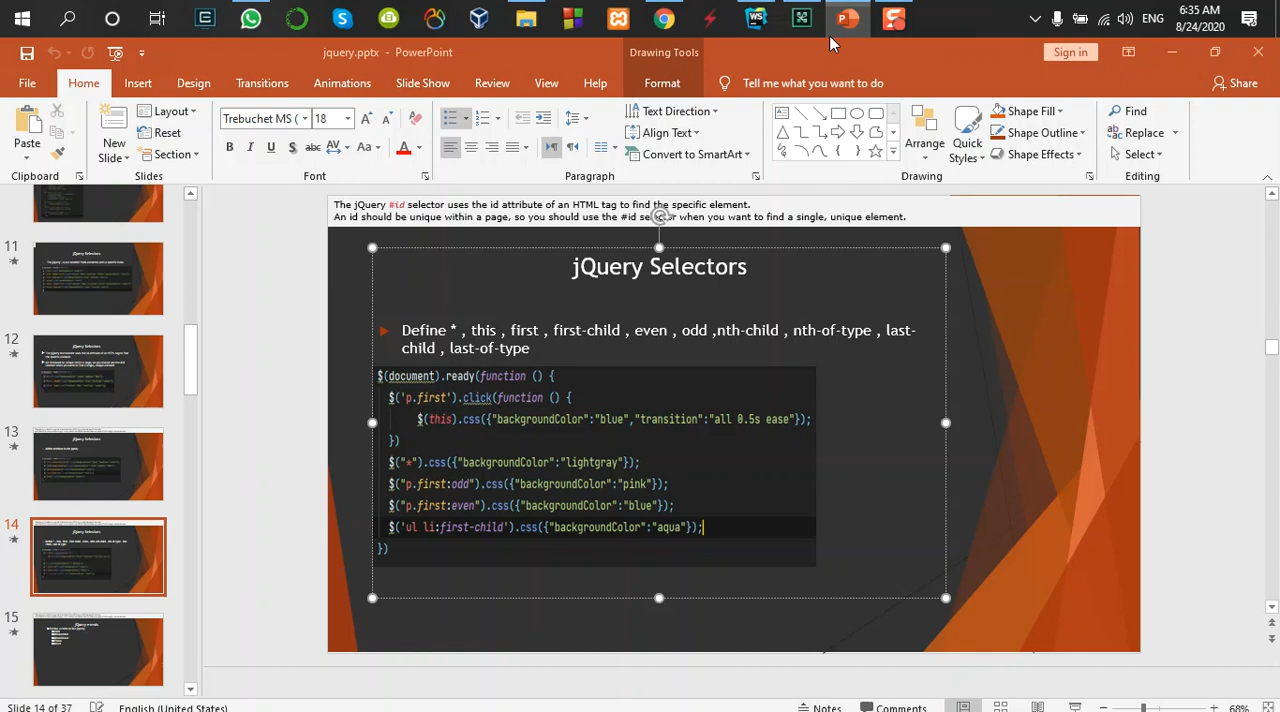 ENG
6:35 AM
8/24/2020
jquery.pptx - PowerPoint
Drawing Tools
Sign in
File
Home
Insert
Design
Transitions
Animations
Slide Show
Review
View
Help
Format
Tell me what you want to do
Share
Paste
Clipboard
New
Slide
Layout
Reset
Section
Slides
Trebuchet MS (
18
Font
Text Direction
Align Text
Convert to SmartArt
Paragraph
Arrange
Quick
Styles
Shape Fill
Shape Outline
Shape Effects
Drawing
Find
Replace
Select
Editing
11
12
13
14
15
The jQuery #id selector uses the id attribute of an HTML tag to find the specific element.
An id should be unique within a page, so you should use the #id selector when you want to find a single, unique element.
jQuery Selectors
Define * , this , first , first-child , even , odd ,nth-child , nth-of-type , last-
child , last-of-type
$(document).ready(function () {
$('p.first').click(function () {
$(this).css({"backgroundColor":"blue","transition":"all 0.5s ease"});
})
$("*").css({"backgroundColor":"lightgray"});
$("p.first:odd").css({"backgroundColor":"pink"});
$("p.first:even").css({"backgroundColor":"blue"});
$('ul li:first-child').css({"backgroundColor":"aqua"});
})
Slide 14 of 37
English (United States)
Notes
Comments
68%